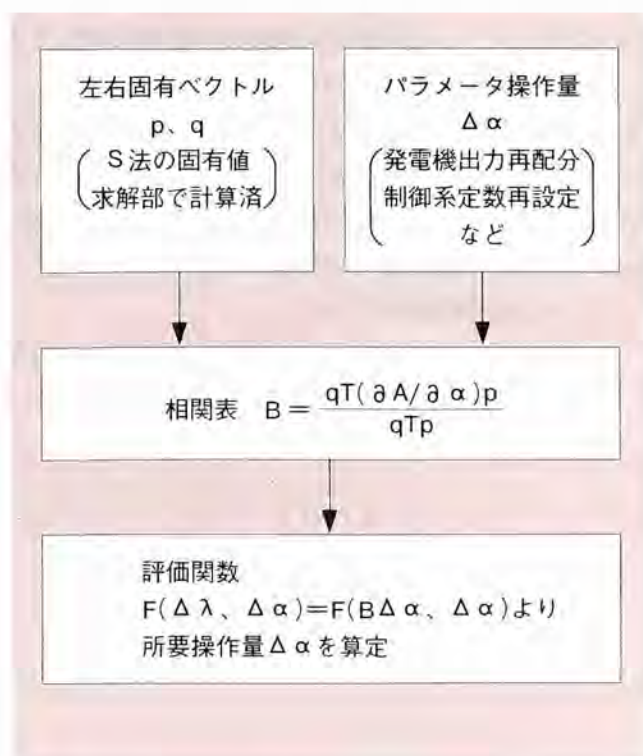 左右固有ベクトル
p、q
(S法の固有値
求解部で計算済)
パラメータ操作量
Δα
(発電機出力再配分
制御系定数再設定
など)
相関表 B = qT(∂A/∂α)p
qTp
評価関数
F(Δλ、Δα)=F(BΔα、Δα)より
所要操作量Δαを算定